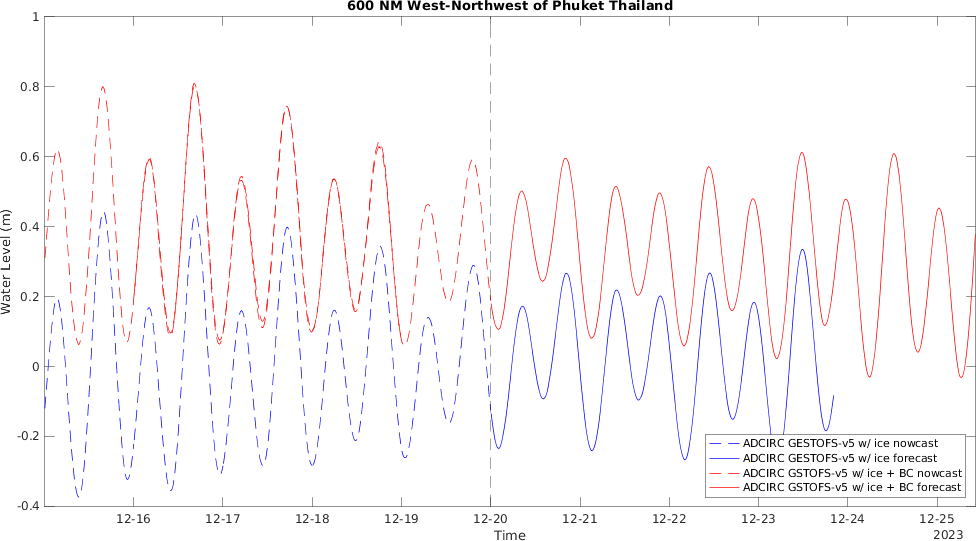 600 NM West-Northwest of Phuket Thailand
Water Level (m)
1
0.8
0.6
0.4
0.2
0
-0.2
-0.4
12-16
12-17
12-18
12-19
12-20
12-21
12-22
12-23
12-24
12-25
2023
Time
ADCIRC GESTOFS-v5 w/ ice nowcast
ADCIRC GESTOFS-v5 w/ ice forecast
ADCIRC GSTOFS-v5 w/ ice + BC nowcast
ADCIRC GSTOFS-v5 w/ ice + BC forecast